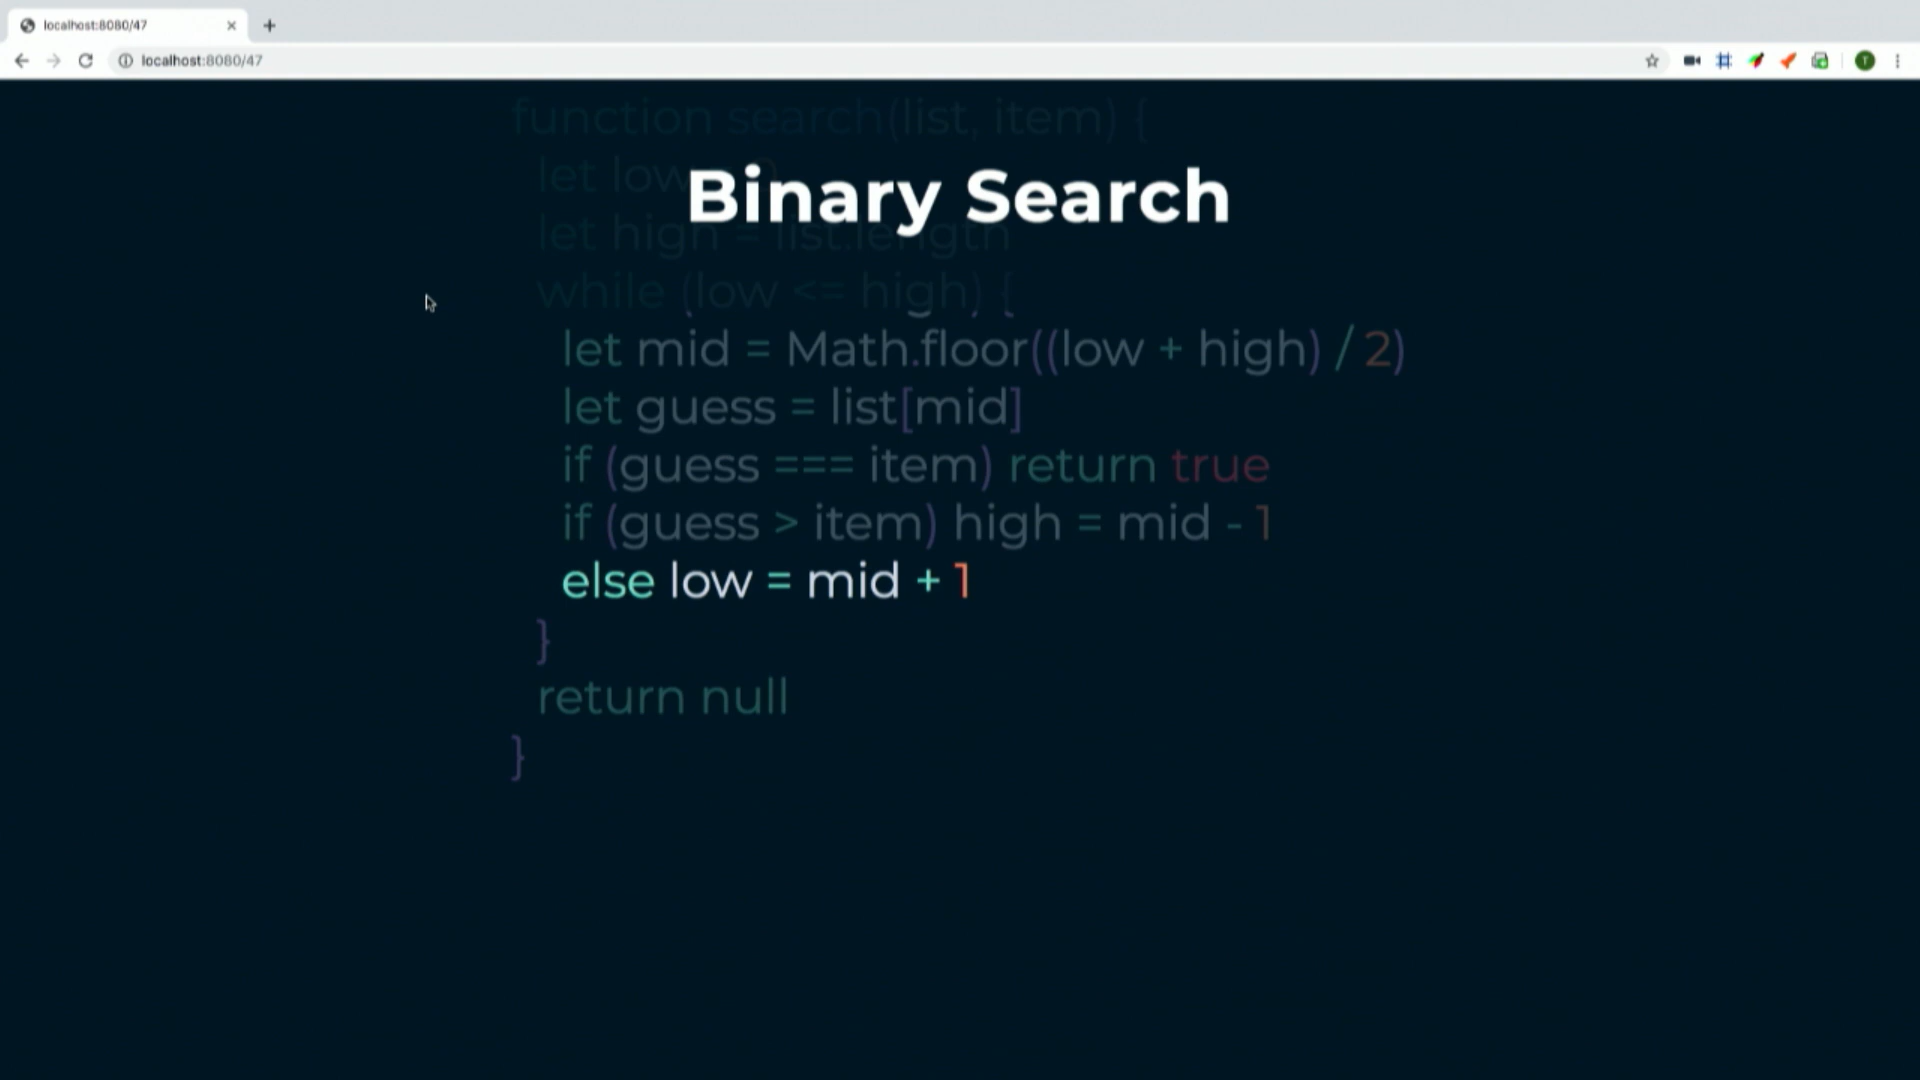 localhost:8080/47
localhost:8080/47
Binary Search
function search(list, item) {
let low
let high = list.length
while (low <= high) {
let mid = Math.floor((low + high) / 2)
let guess = list[mid]
if (guess === item) return true
if (guess > item) high = mid - 1
else low = mid + 1
}
return null
}